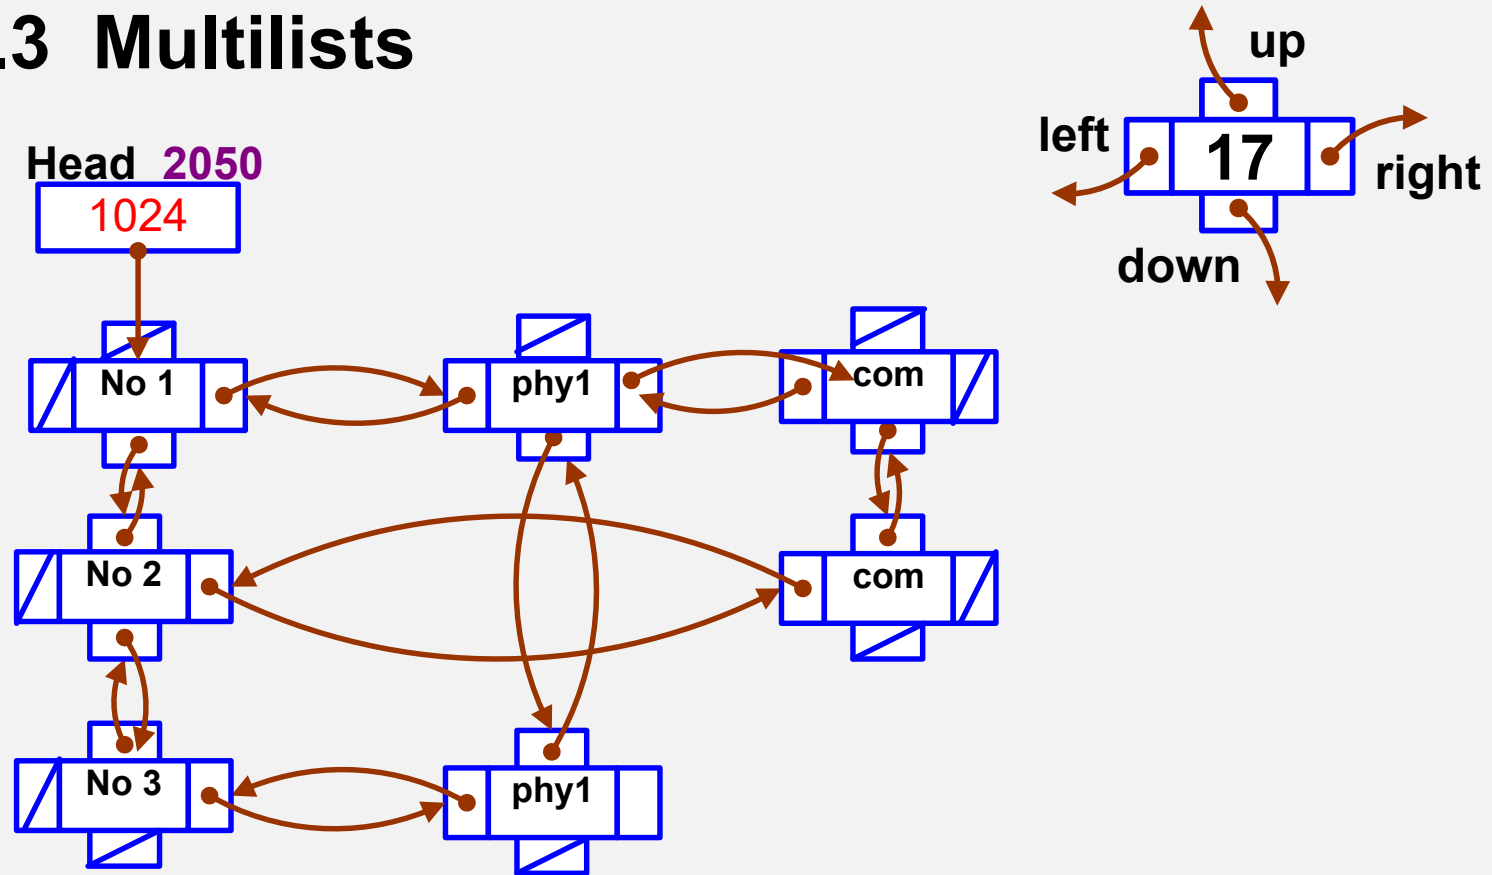 .3 Multilists
up
left
17
right
down
Head 2050
1024
No 1
phy1
com
No 2
com
No 3
phy1